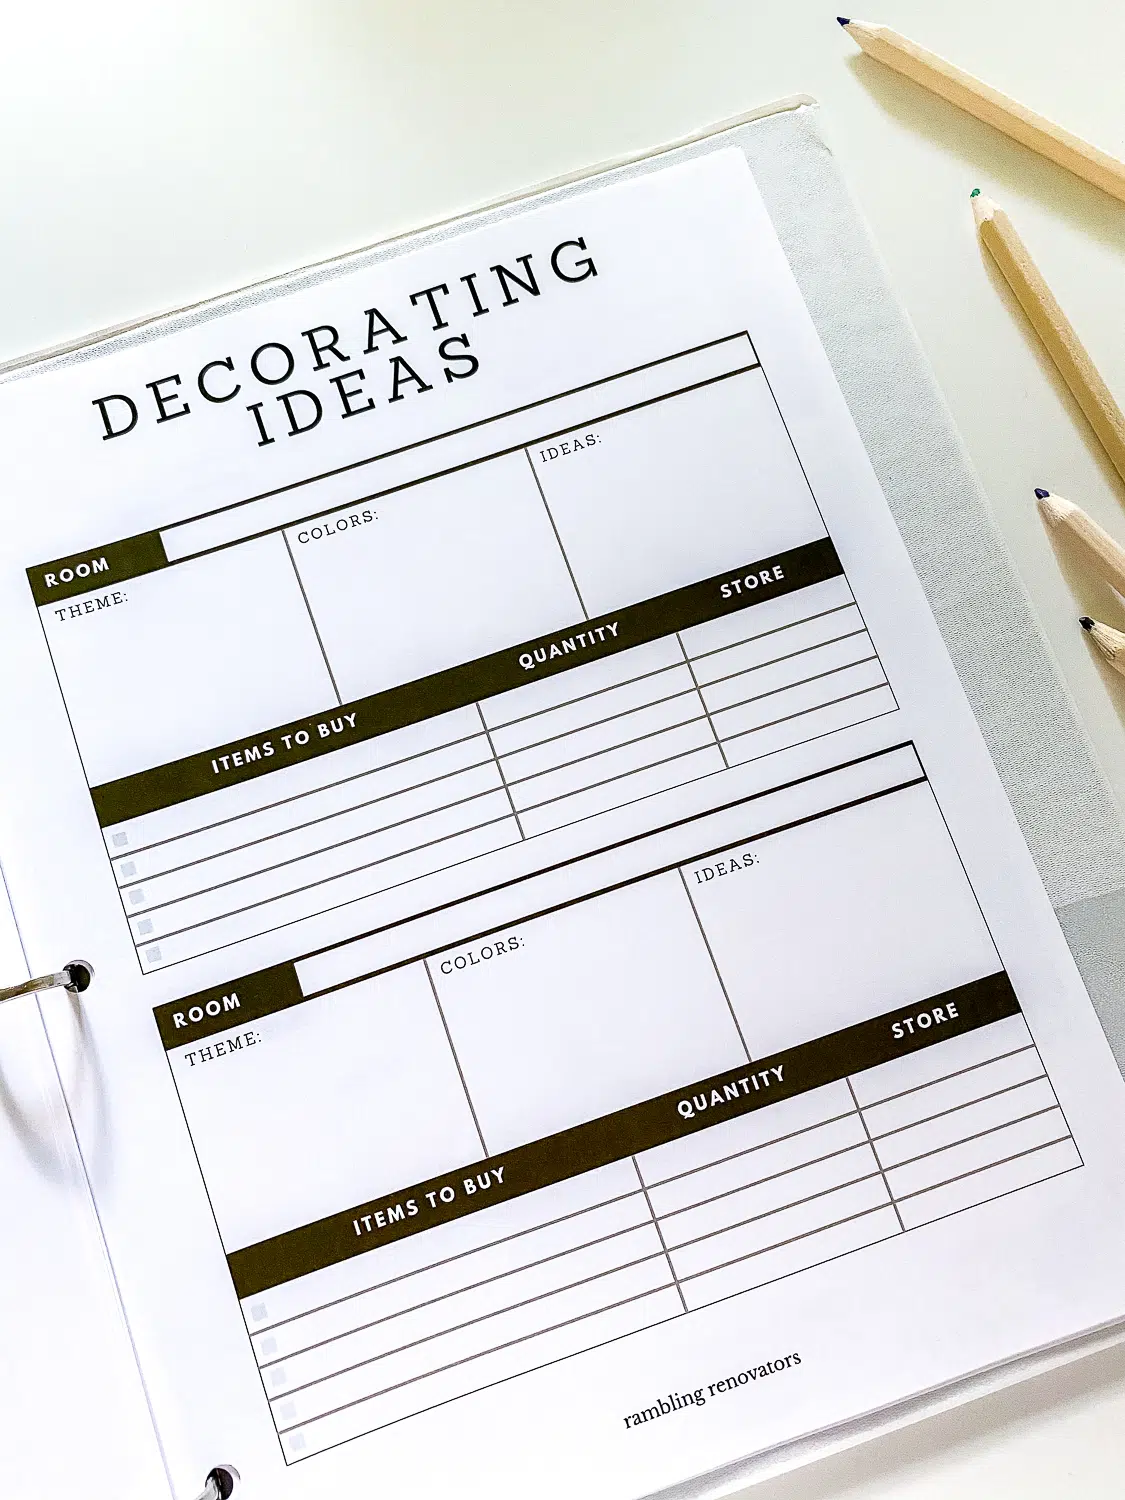 DECORATING
IDEAS
ROOM
THEME:
COLORS:
IDEAS:
ITEMS TO BUY
QUANTITY
STORE
ROOM
THEME:
COLORS:
IDEAS:
ITEMS TO BUY
QUANTITY
STORE
rambling renovators